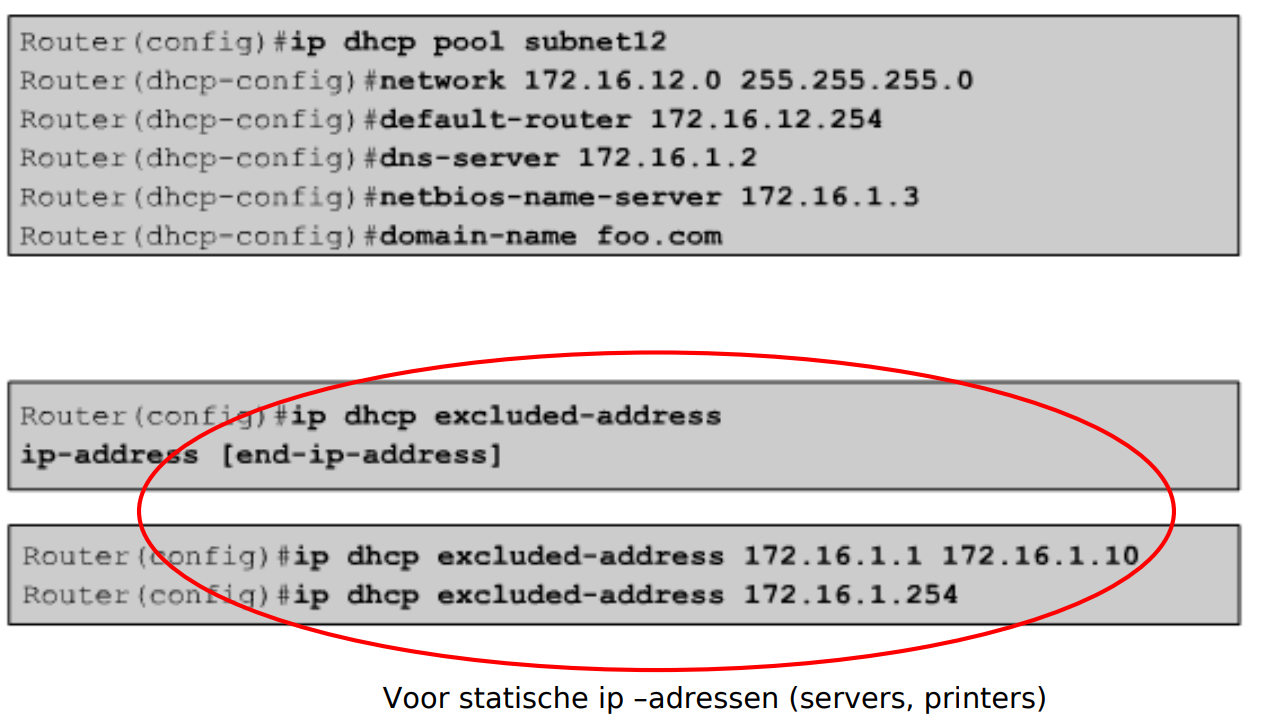 Router(config)#ip dhcp pool subnet12
Router(dhcp-config)#network 172.16.12.0 255.255.255.0
Router(dhcp-config)#default-router 172.16.12.254
Router(dhcp-config)#dns-server 172.16.1.2
Router(dhcp-config)#netbios-name-server 172.16.1.3
Router(dhcp-config)#domain-name foo.com
Router(config)#ip dhcp excluded-address
ip-address [end-ip-address]
Router(config)#ip dhcp excluded-address 172.16.1.1 172.16.1.10
Router(config)#ip dhcp excluded-address 172.16.1.254
Voor statische ip –adressen (servers, printers)